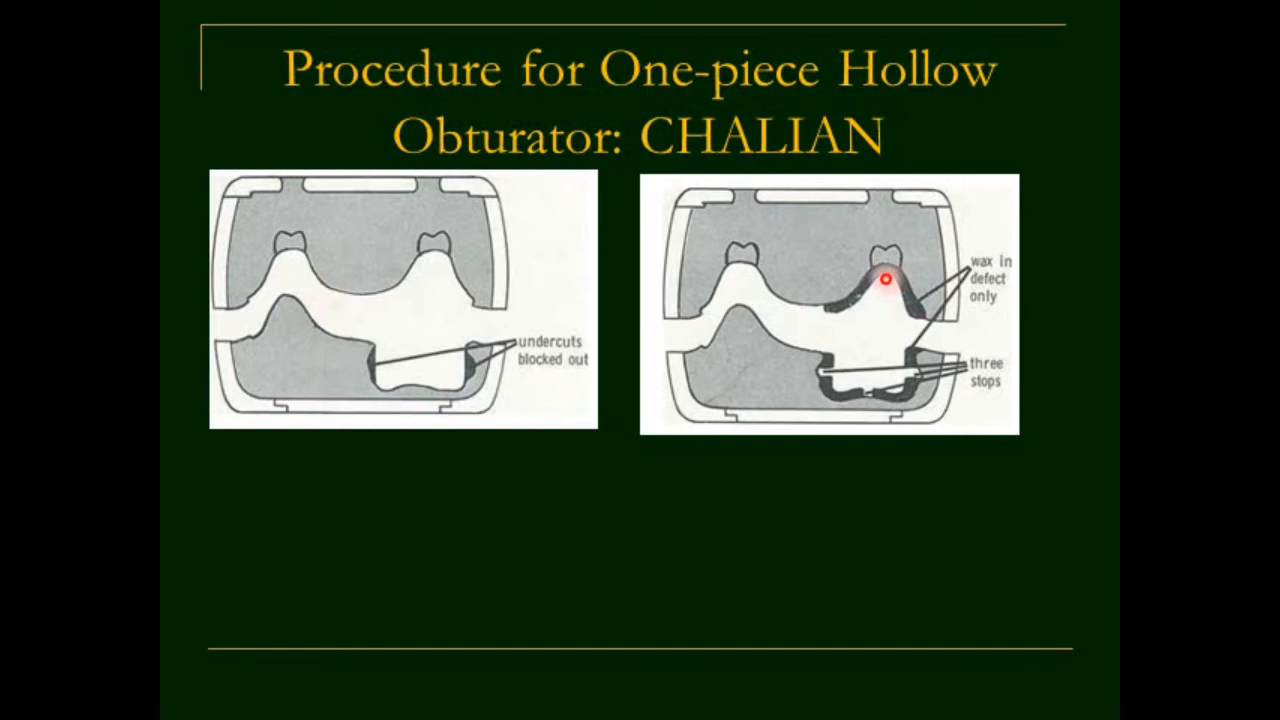 Procedure for One-piece Hollow
Obturator: CHALIAN
undercuts
blocked out
wax in
defect
only
three
stops